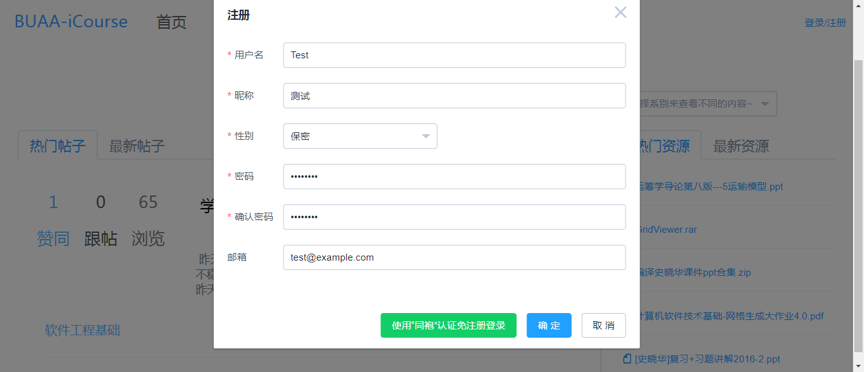 BUAA-iCourse 首页 登录/注册
注册
* 用户名 Test
* 昵称 测试
* 性别 保密
* 密码 ••••••••
* 确认密码 ••••••••
邮箱 test@example.com
使用"同袍"认证免注册登录 确 定 取 消
择系别来查看不同的内容~
热门帖子 最新帖子
1 0 65
赞同 跟帖 浏览
学
昨天
昨天
软件工程基础
热门资源 最新资源
运筹学导论第八版---5运输模型.ppt
GridViewer.rar
编译史晓华课件ppt合集.zip
计算机软件技术基础-网格生成大作业4.0.pdf
[史晓华]复习+习题讲解2016-2.ppt